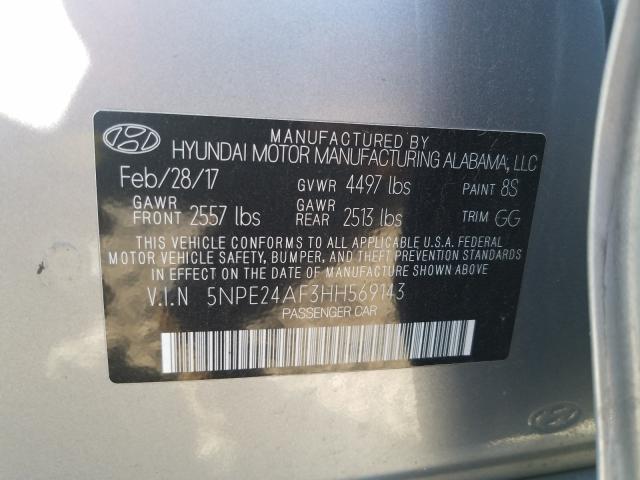 MANUFACTURED BY
HYUNDAI MOTOR MANUFACTURING ALABAMA, LLC
Feb/28/17 GVWR 4497 lbs PAINT 8S
GAWR FRONT 2557 lbs GAWR REAR 2513 lbs TRIM GG
THIS VEHICLE CONFORMS TO ALL APPLICABLE U.S.A. FEDERAL
MOTOR VEHICLE SAFETY, BUMPER, AND THEFT PREVENTION STANDARDS
IN EFFECT ON THE DATE OF MANUFACTURE SHOWN ABOVE
V.I.N 5NPE24AF3HH569143
PASSENGER CAR